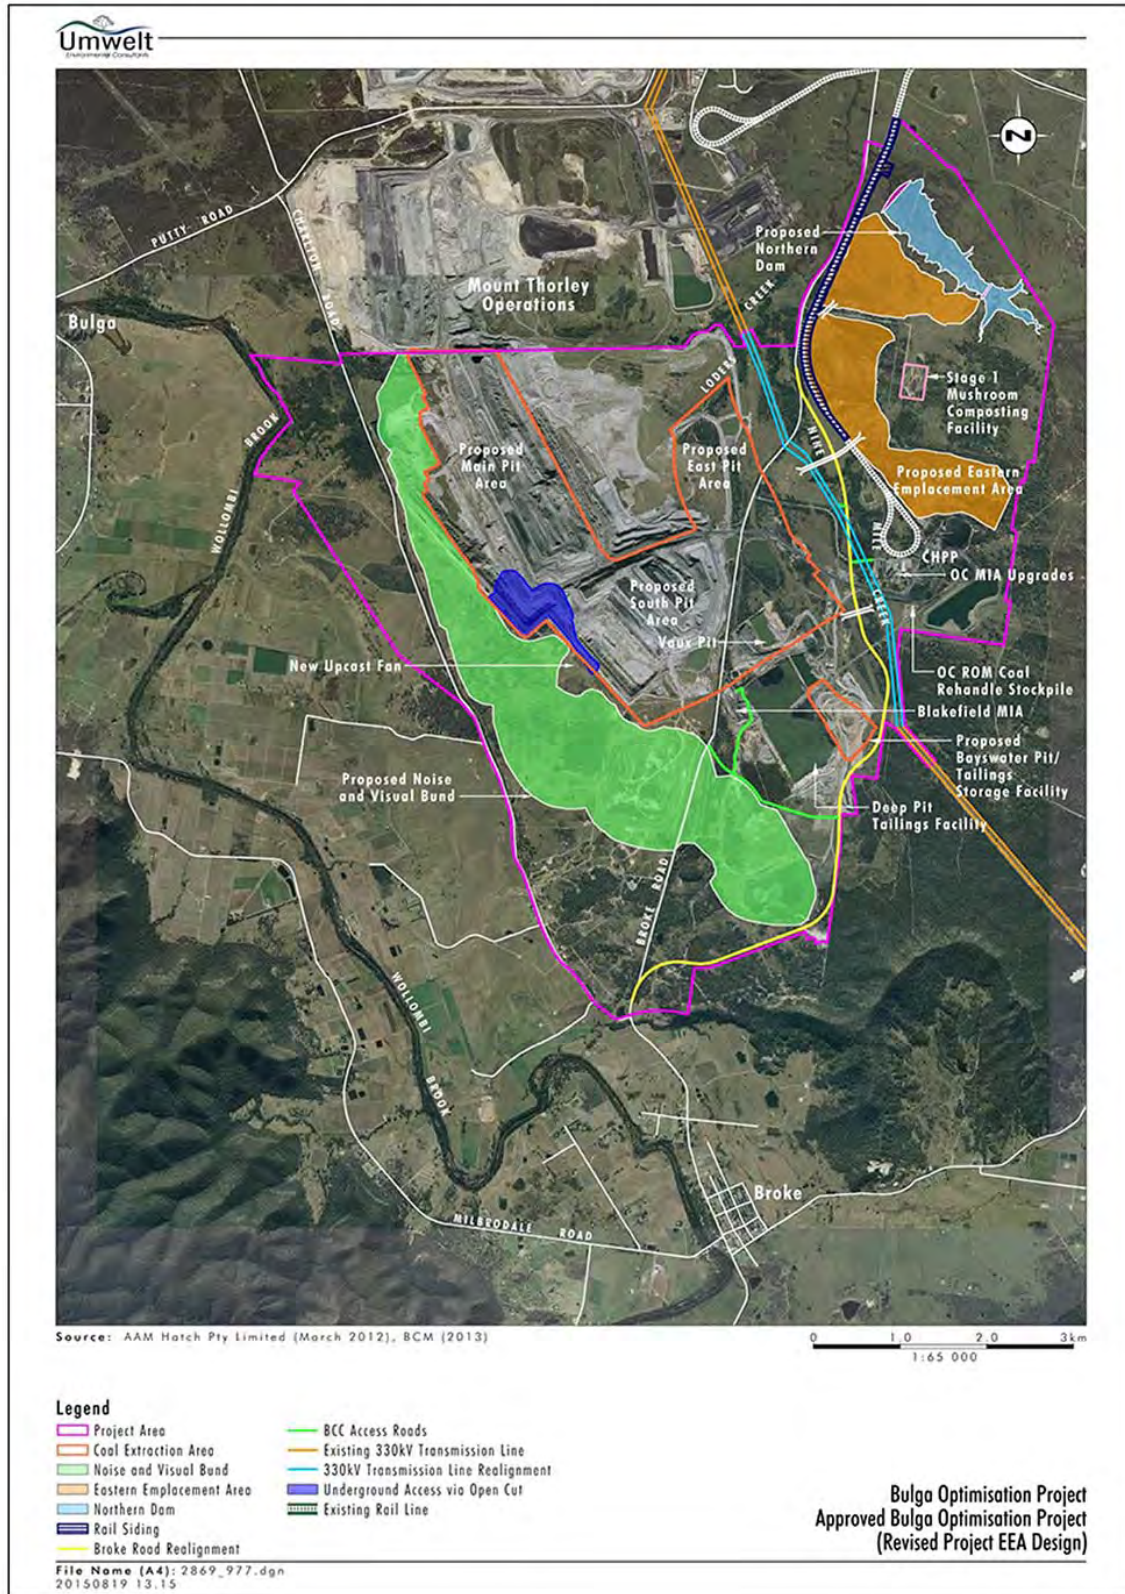 Umwelt
Environmental Consultants
PUTTY ROAD
CHARLTON ROAD
Bulga
Mount Thorley
Operations
CREEK
LODERS
Proposed
Northern
Dam
N
Stage 1
Mushroom
Composting
Facility
BROOK
WOLLOMBI
Proposed
Main Pit
Area
Proposed
East Pit
Area
NINE
MILE
CREEK
Proposed Eastern
Emplacement Area
CHPP
OC MIA Upgrades
Proposed
South Pit
Area
Vaux Pit
New Upcast Fan
OC ROM Coal
Rehandle Stockpile
Blakefield MIA
Proposed
Bayswater Pit/
Tailings
Storage Facility
Proposed Noise
and Visual Bund
Deep Pit
Tailings Facility
BROKE ROAD
WOLLOMBI
BROOK
Broke
MILBRODALE ROAD
Source: AAM Hatch Pty Limited (March 2012), BCM (2013)
0 1.0 2.0 3km
1:65 000
Legend
Project Area
Coal Extraction Area
Noise and Visual Bund
Eastern Emplacement Area
Northern Dam
Rail Siding
Broke Road Realignment
BCC Access Roads
Existing 330kV Transmission Line
330kV Transmission Line Realignment
Underground Access via Open Cut
Existing Rail Line
Bulga Optimisation Project
Approved Bulga Optimisation Project
(Revised Project EEA Design)
File Name (A4): 2869_977.dgn
20150819 13.15